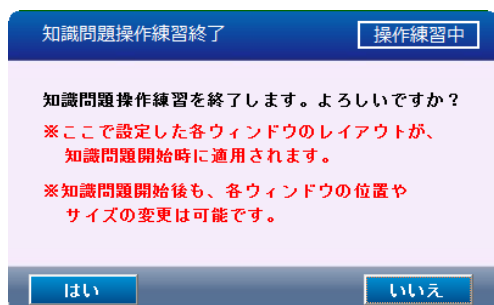 知識問題操作練習終了
操作練習中
知識問題操作練習を終了します。よろしいですか?
※ここで設定した各ウィンドウのレイアウトが、
知識問題開始時に適用されます。
※知識問題開始後も、各ウィンドウの位置や
サイズの変更は可能です。
はい
いいえ